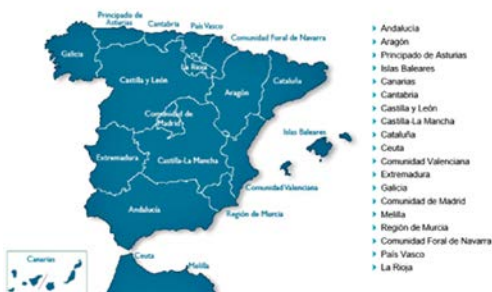 Principado de
Asturias
Cantabria
País Vasco
Comunidad Foral de Navarra
Galicia
La Rioja
Castilla y León
Aragón
Cataluña
Comunidad de
Madrid
Islas Baleares
Extremadura
Castilla-La Mancha
Comunidad Valenciana
Andalucía
Región de Murcia
Canarias
Ceuta
Melilla
Andalucía
Aragón
Principado de Asturias
Islas Baleares
Canarias
Cantabria
Castilla y León
Castilla-La Mancha
Cataluña
Ceuta
Comunidad Valenciana
Extremadura
Galicia
Comunidad de Madrid
Melilla
Región de Murcia
Comunidad Foral de Navarra
País Vasco
La Rioja